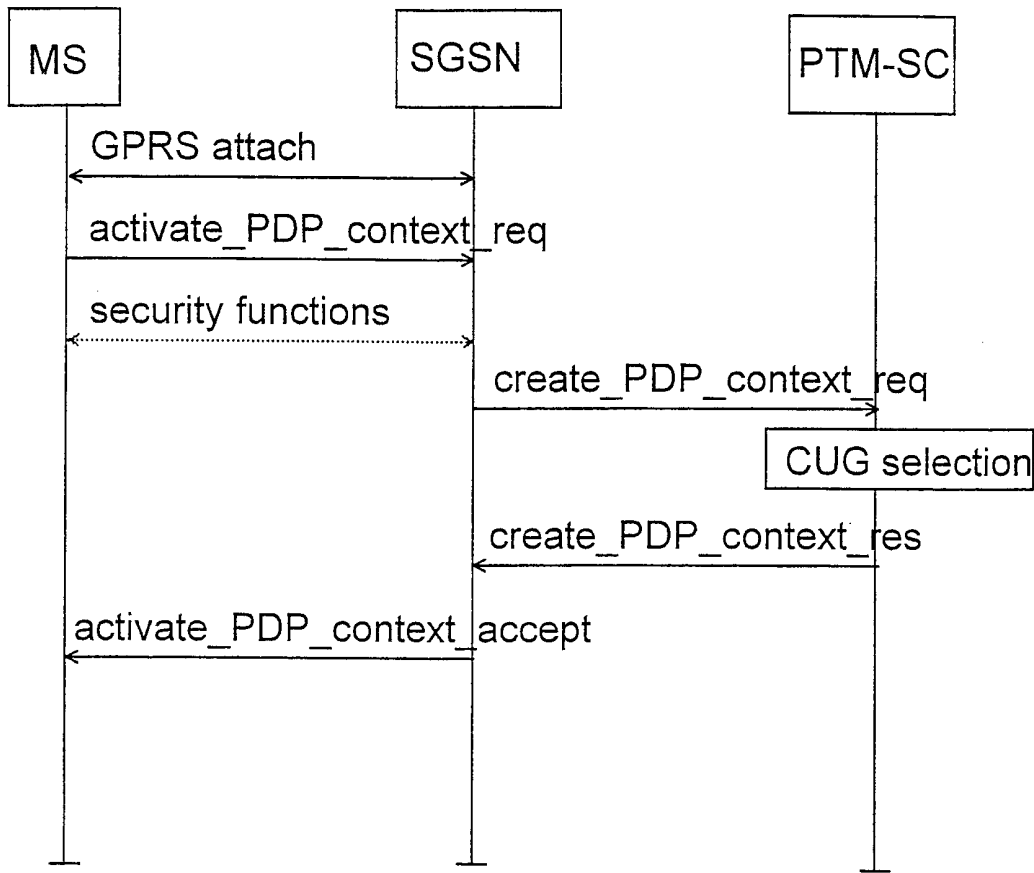 MS
SGSN
PTM-SC
GPRS attach
activate_PDP_context_req
security functions
create_PDP_context_req
CUG selection
create_PDP_context_res
activate_PDP_context_accept